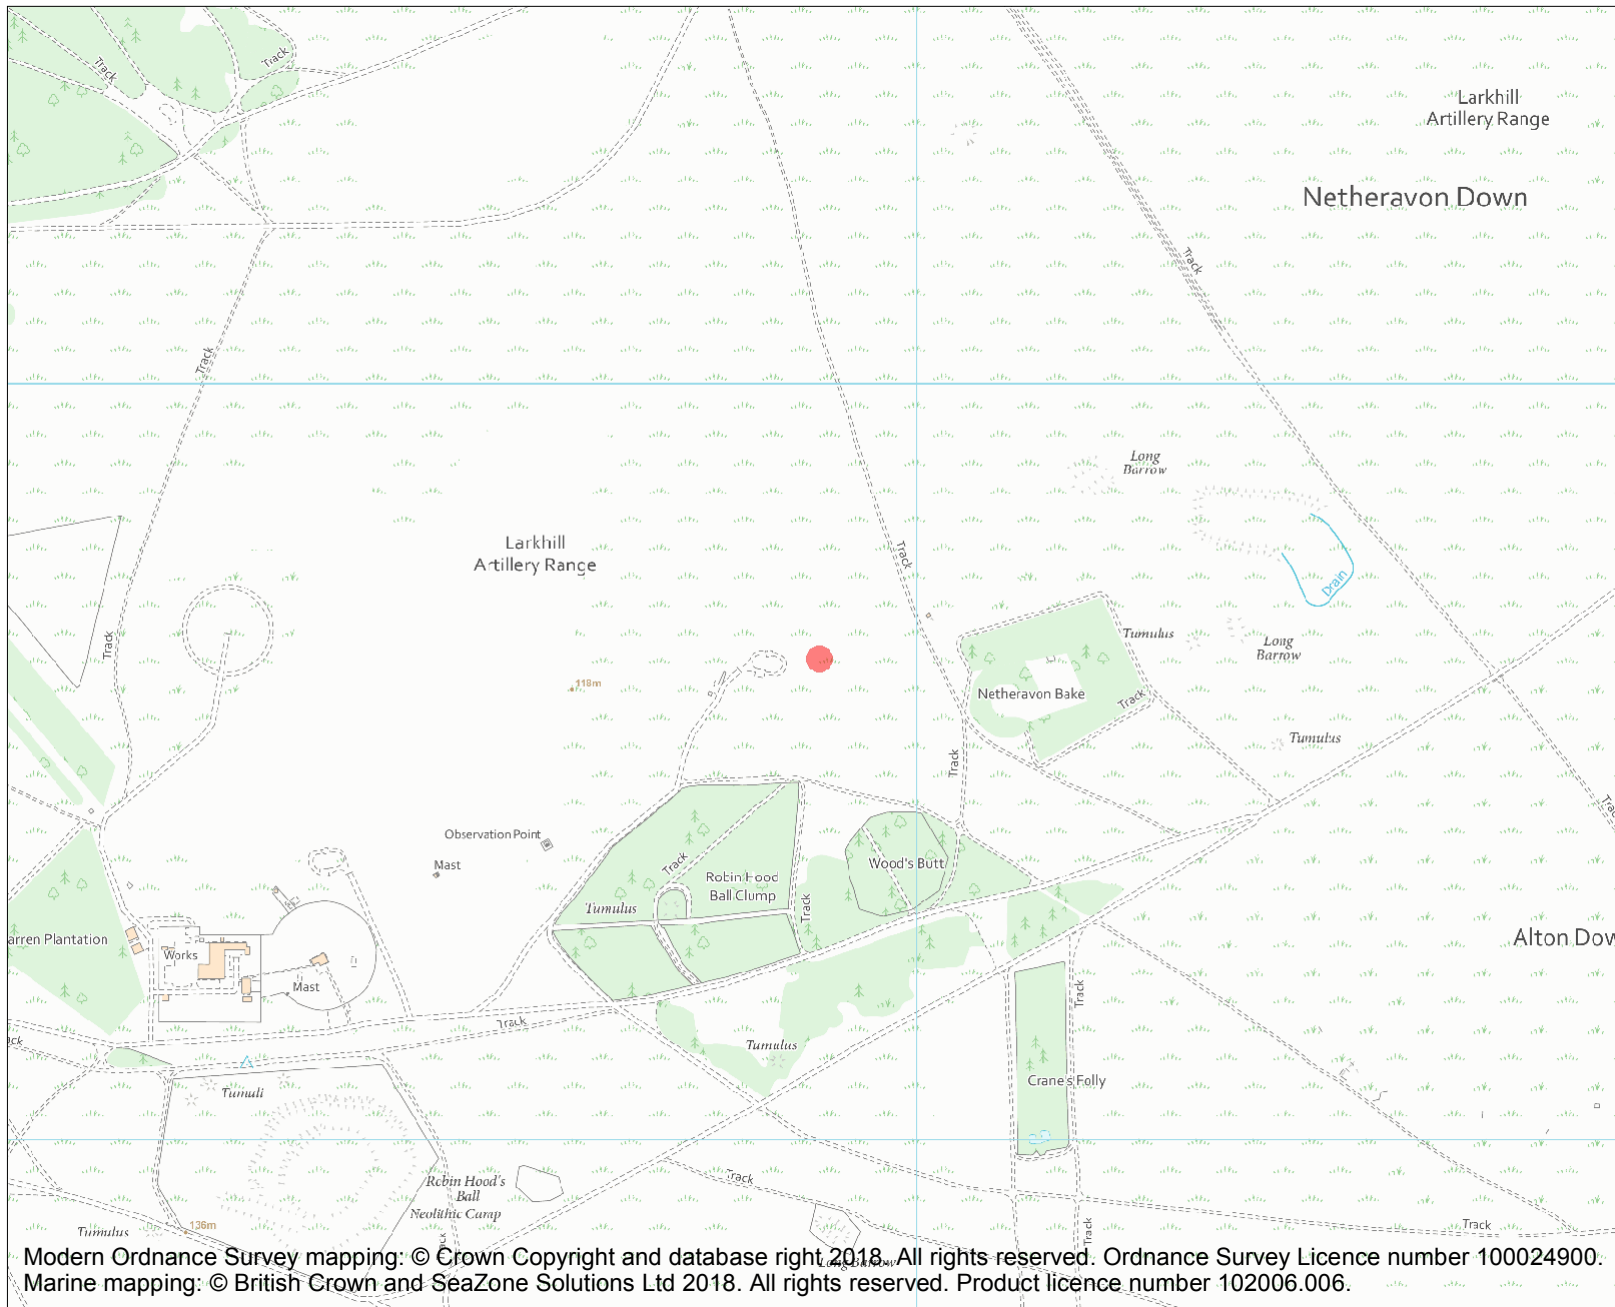 Track
Track
Larkhill
Artillery Range
Netheravon Down
Track
Track
Long
Barrow
Larkhill
Artillery Range
Track
Drain
Track
Tumulus
Long
Barrow
118m
Netheravon Bake
Track
Tumulus
Track
Observation Point
Mast
Track
Wood's Butt
Robin Hood
Ball Clump
Tumulus
Track
arren Plantation
Works
Alton Dow
Mast
Track
Track
Tumulus
Tumuli
Crane's Folly
Track
Robin Hood's
Ball
Neolithic Camp
136m
Tumulus
Track
Track
Long Barrow
Modern Ordnance Survey mapping: © Crown Copyright and database right 2018. All rights reserved. Ordnance Survey Licence number 100024900.
Marine mapping: © British Crown and SeaZone Solutions Ltd 2018. All rights reserved. Product licence number 102006.006.